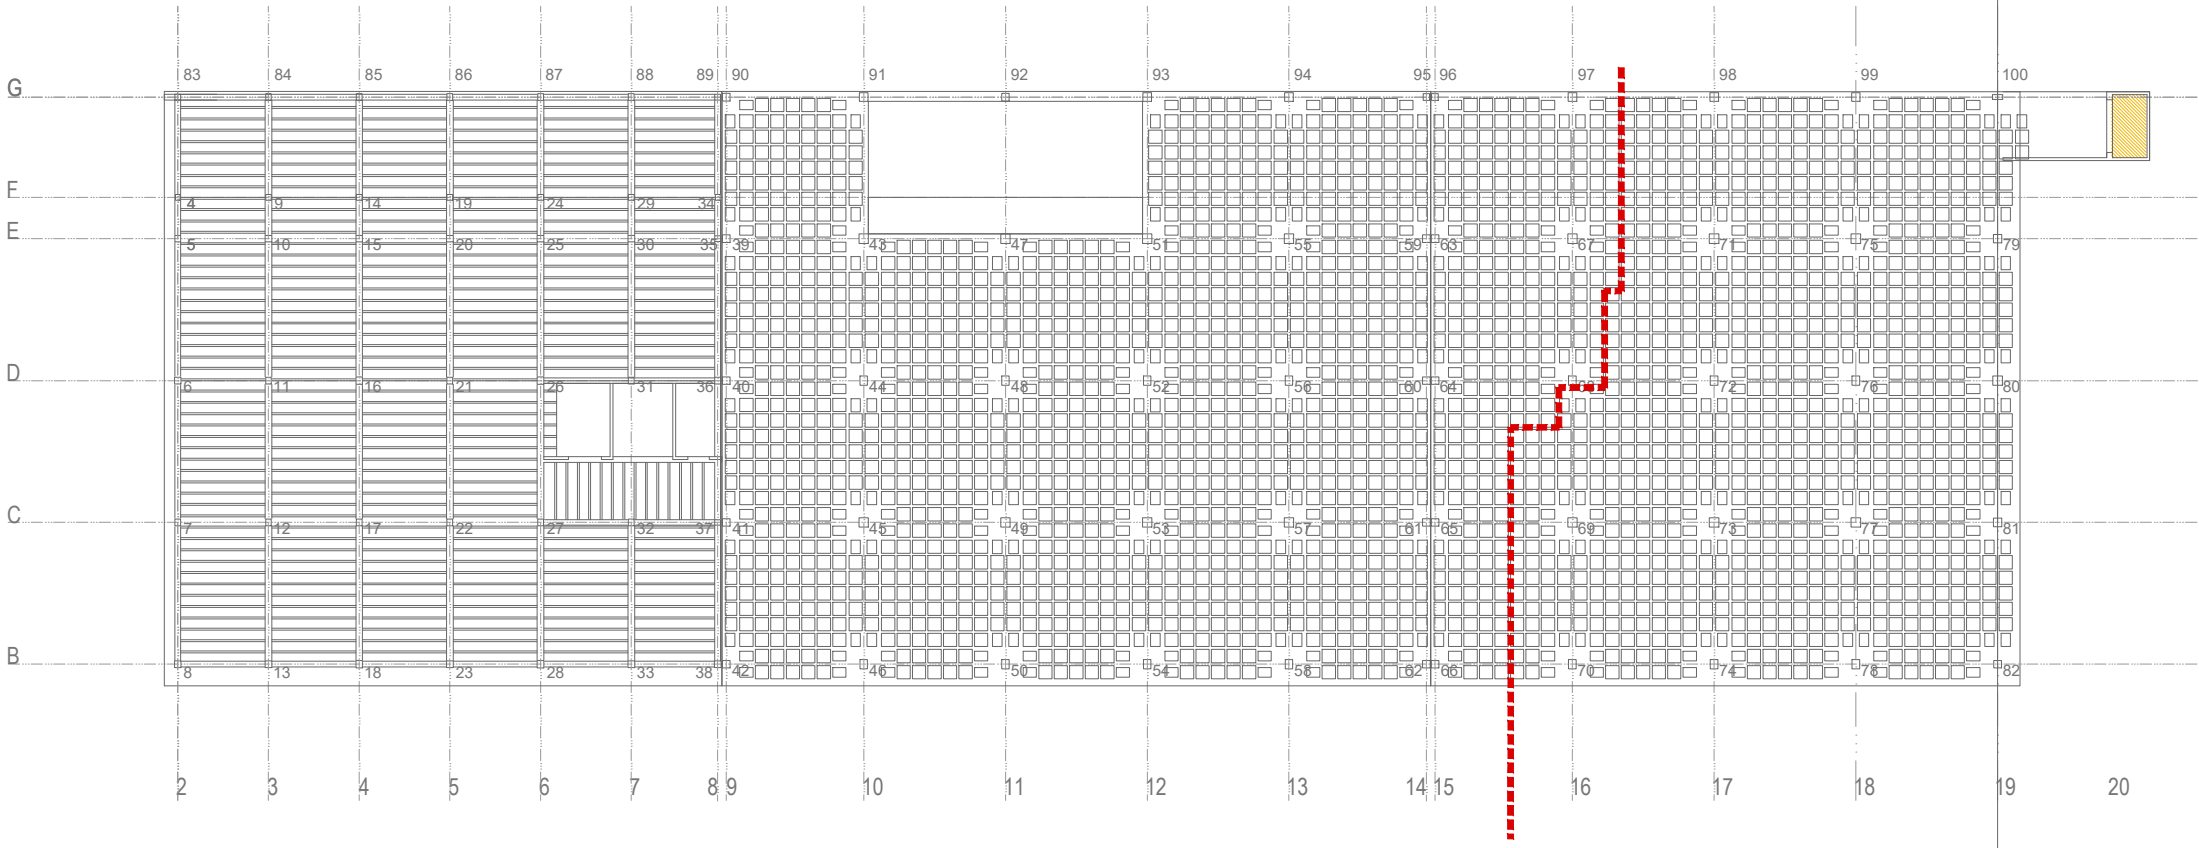 83 84 85 86 87 88 89 90 91 92 93 94 95 96 97 98 99 100
G
F
4 9 14 19 24 29 34
E
5 10 15 20 25 30 35 39 43 47 51 55 59 63 67 71 75 79
D
6 11 16 21 26 31 36 40 44 48 52 56 60 64 72 76 80
C
7 12 17 22 27 32 37 41 45 49 53 57 61 65 69 73 77 81
B
8 13 18 23 28 33 38 42 46 50 54 58 62 66 70 74 78 82
2 3 4 5 6 7 8 9 10 11 12 13 14 15 16 17 18 19 20